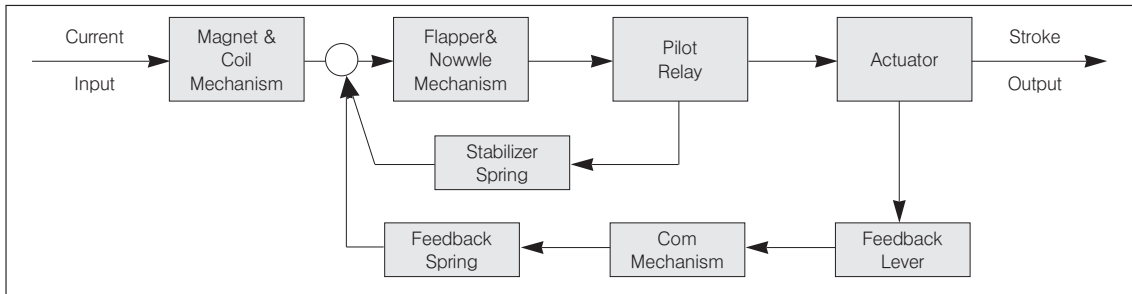 Current
Input
Magnet &
Coil
Mechanism
Flapper&
Nowwle
Mechanism
Pilot
Relay
Actuator
Stroke
Output
Stabilizer
Spring
Feedback
Spring
Com
Mechanism
Feedback
Lever